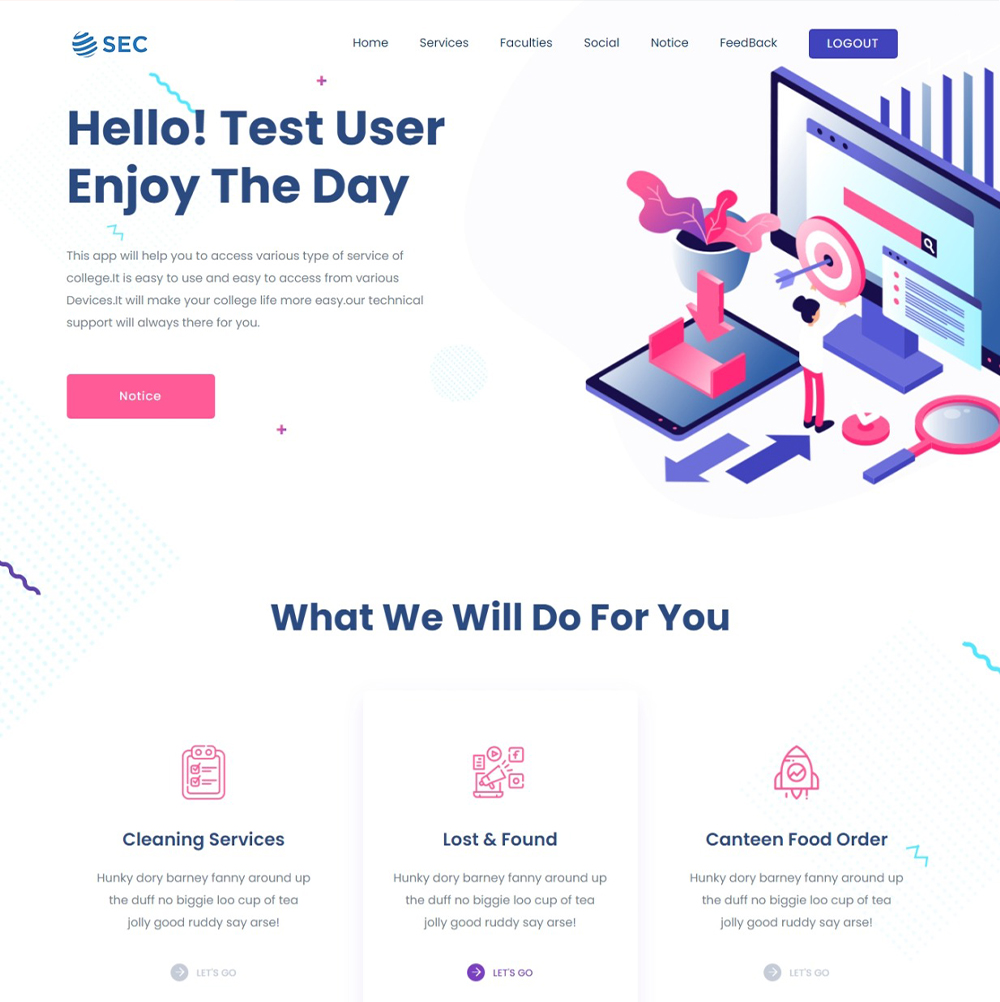 SEC
Home Services Faculties Social Notice FeedBack LOGOUT
Hello! Test User
Enjoy The Day
This app will help you to access various type of service of
college.It is easy to use and easy to access from various
Devices.It will make your college life more easy.our technical
support will always there for you.
Notice
What We Will Do For You
Cleaning Services
Hunky dory barney fanny around up
the duff no biggie loo cup of tea
jolly good ruddy say arse!
LET'S GO
Lost & Found
Hunky dory barney fanny around up
the duff no biggie loo cup of tea
jolly good ruddy say arse!
LET'S GO
Canteen Food Order
Hunky dory barney fanny around up
the duff no biggie loo cup of tea
jolly good ruddy say arse!
LET'S GO